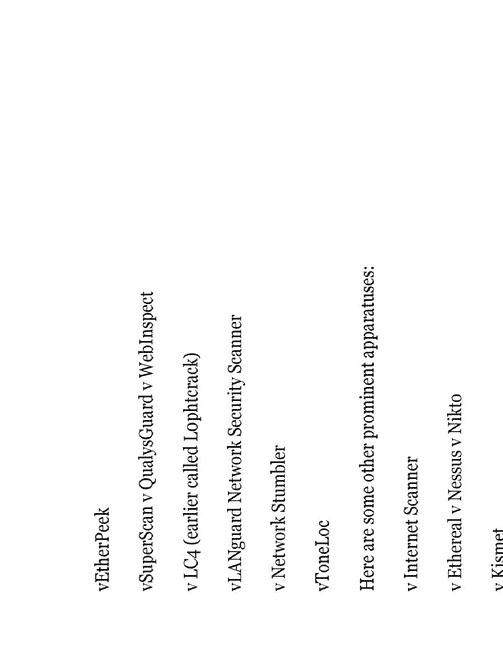 vEtherPeek
vSuperScan v QualysGuard v WebInspect
v LC4 (earlier called Lophtcrack)
vLANguard Network Security Scanner
v Network Stumbler
vToneLoc
Here are some other prominent apparatuses:
v Internet Scanner
v Ethereal v Nessus v Nikto
v Kismet